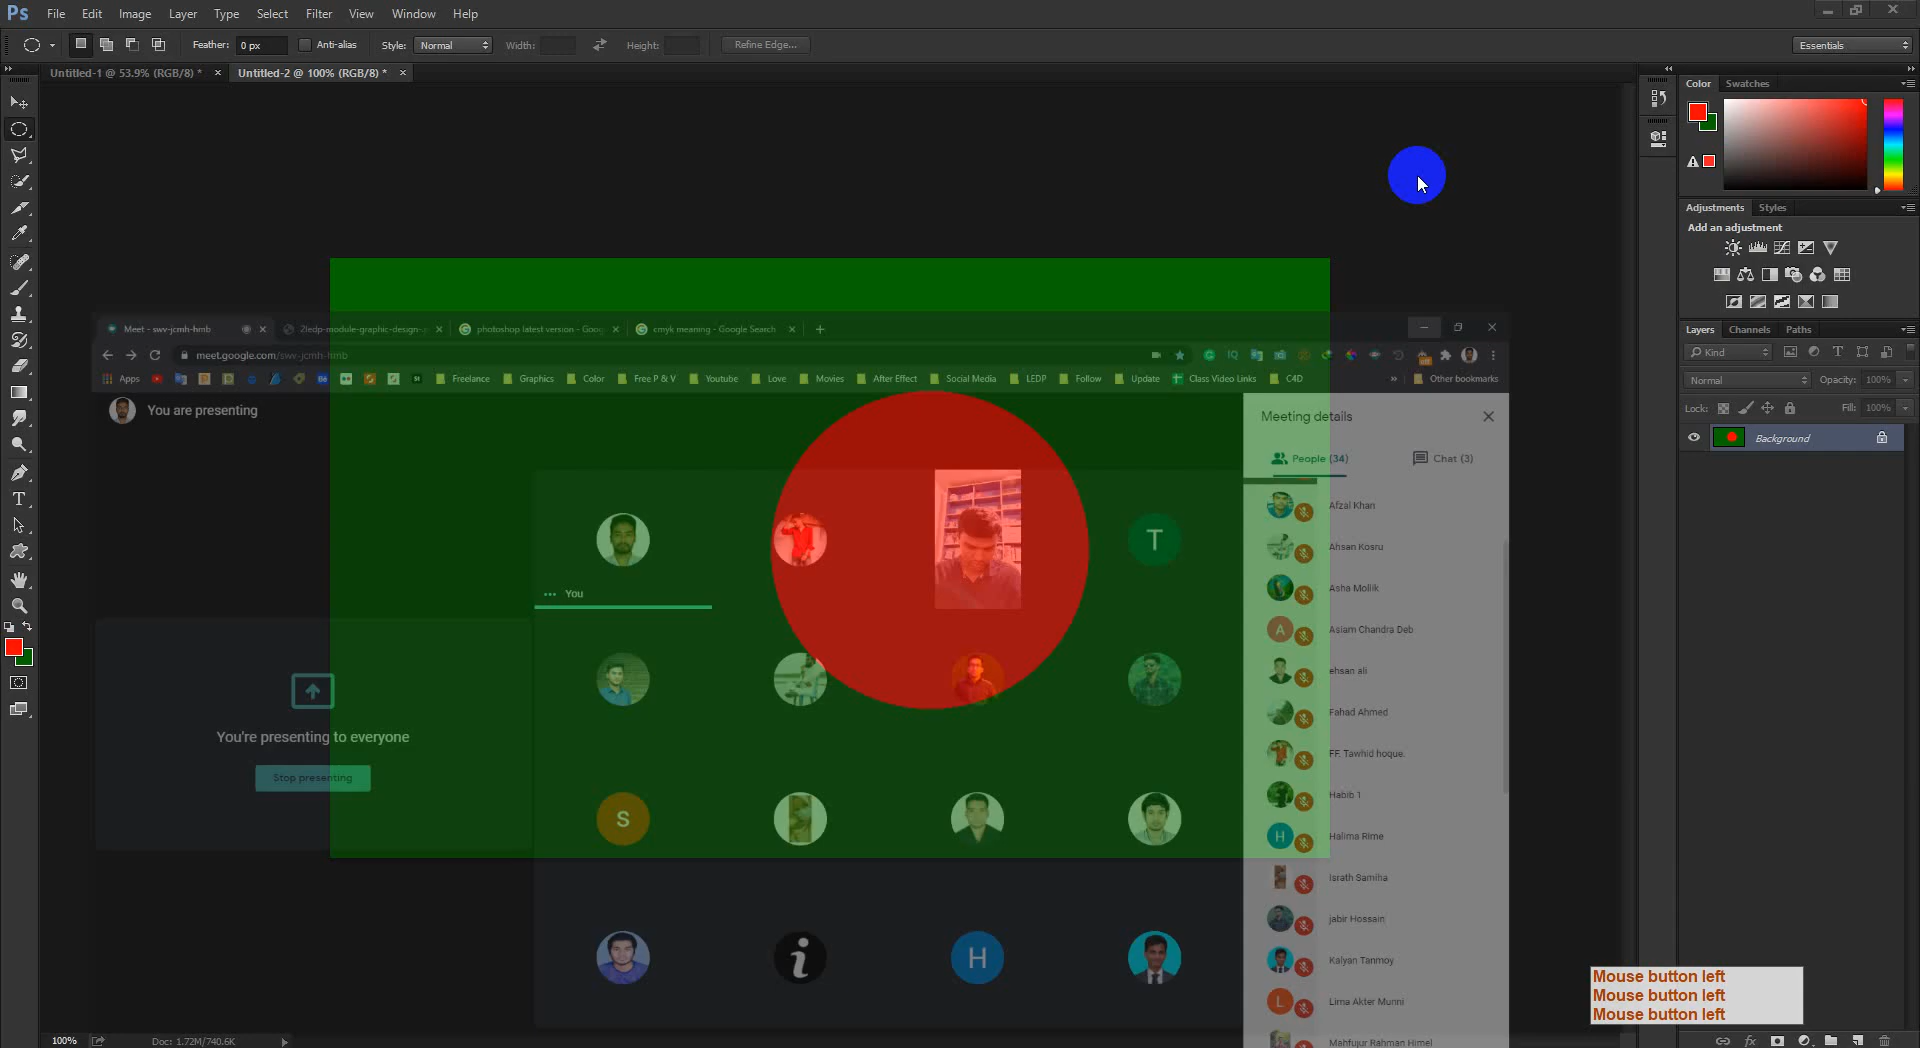 Ps File Edit Image Layer Type Select Filter View Window Help
Feather: 0 px Anti-alias Style: Normal Width: Height: Refine Edge... Essentials
Untitled-1 @ 53.9% (RGB/8) * × Untitled-2 @ 100% (RGB/8) * ×
Color Swatches
Adjustments Styles
Add an adjustment
Layers Channels Paths
Kind
Normal Opacity: 100%
Lock: Fill: 100%
Background
Meet - swv-jcmh-hmb × 2ledp-module-graphic-design- × photoshop latest version - Goog × cmyk meaning - Google Search × +
meet.google.com/swv-jcmh-hmb
Apps Freelance Graphics Color Free P & V Youtube Love Movies After Effect Social Media LEDP Follow Update Class Video Links C4D » Other bookmarks
You are presenting
Meeting details
People (34) Chat (3)
Afzal Khan
T
Ahsan Kosru
Asha Mollik
You
A Asiam Chandra Deb
ehsan ali
Fahad Ahmed
You're presenting to everyone
FF. Tawhid hoque.
Stop presenting
Habib 1
S
H Halima Rime
Israth Samiha
jabir Hossain
i H
Kalyan Tanmoy
L Lima Akter Munni
Mahfujur Rahman Himel
Mouse button left
Mouse button left
Mouse button left
100% Doc: 1.72M/740.6K
fx